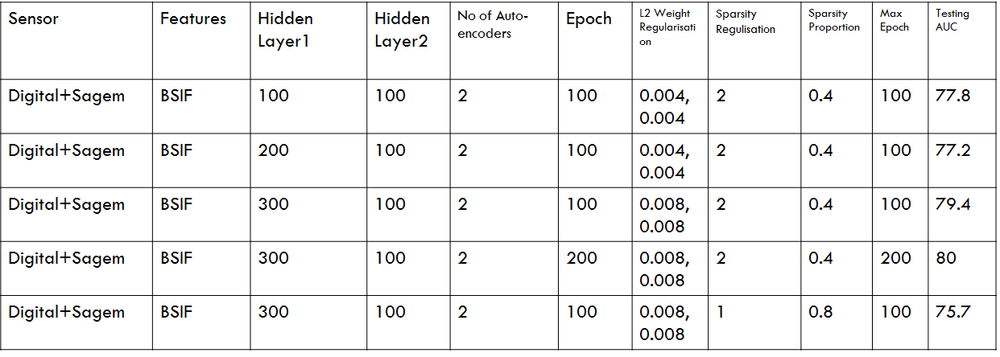 Sensor Features Hidden Layer1 Hidden Layer2 No of Auto-encoders Epoch L2 Weight Regularisati on Sparsity Regulisation Sparsity Proportion Max Epoch Testing AUC
Digital+Sagem BSIF 100 100 2 100 0.004, 0.004 2 0.4 100 77.8
Digital+Sagem BSIF 200 100 2 100 0.004, 0.004 2 0.4 100 77.2
Digital+Sagem BSIF 300 100 2 100 0.008, 0.008 2 0.4 100 79.4
Digital+Sagem BSIF 300 100 2 200 0.008, 0.008 2 0.4 200 80
Digital+Sagem BSIF 300 100 2 100 0.008, 0.008 1 0.8 100 75.7